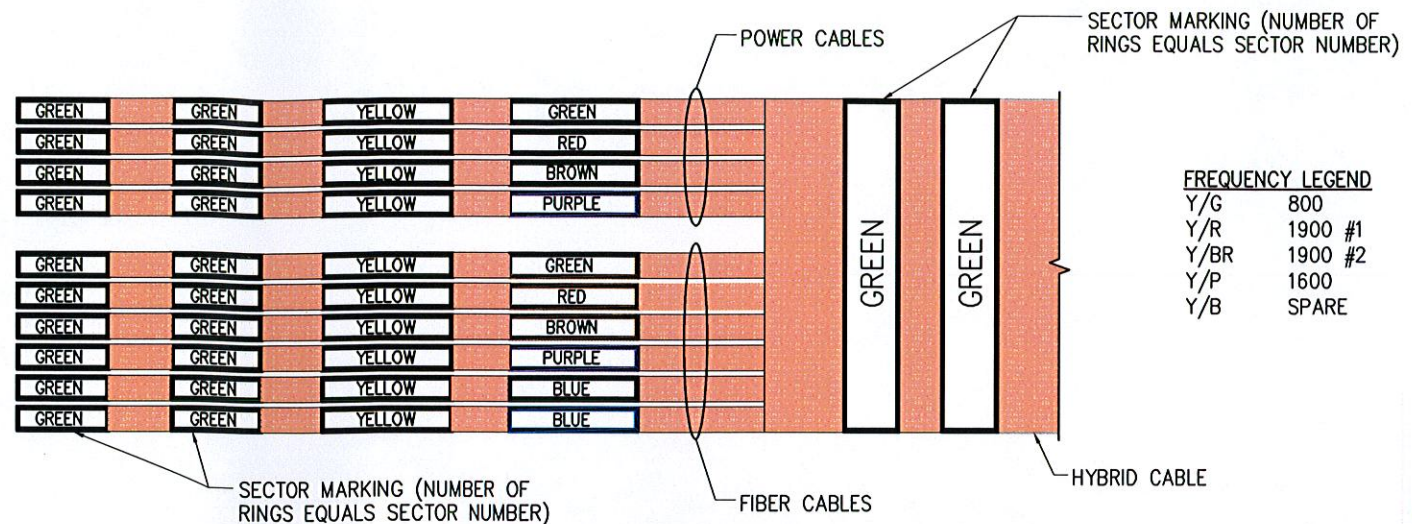 POWER CABLES
SECTOR MARKING (NUMBER OF
RINGS EQUALS SECTOR NUMBER)
GREEN GREEN YELLOW GREEN
GREEN GREEN YELLOW RED
GREEN GREEN YELLOW BROWN
GREEN GREEN YELLOW PURPLE
GREEN GREEN YELLOW GREEN
GREEN GREEN YELLOW RED
GREEN GREEN YELLOW BROWN
GREEN GREEN YELLOW PURPLE
GREEN GREEN YELLOW BLUE
GREEN GREEN YELLOW BLUE
GREEN
GREEN
FREQUENCY LEGEND
Y/G 800
Y/R 1900 #1
Y/BR 1900 #2
Y/P 1600
Y/B SPARE
SECTOR MARKING (NUMBER OF
RINGS EQUALS SECTOR NUMBER)
FIBER CABLES
HYBRID CABLE